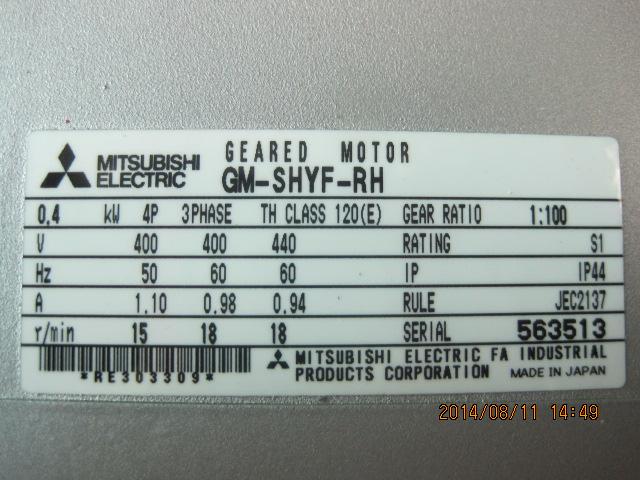 GEARED MOTOR
MITSUBISHI ELECTRIC
GM-SHYF-RH
0.4 kW 4P 3PHASE TH CLASS 120(E) GEAR RATIO 1:100
V 400 400 440 RATING S1
Hz 50 60 60 IP IP44
A 1.10 0.98 0.94 RULE JEC2137
r/min 15 18 18 SERIAL 563513
*RE303309*
MITSUBISHI ELECTRIC FA INDUSTRIAL
PRODUCTS CORPORATION MADE IN JAPAN
2014/08/11 14:49